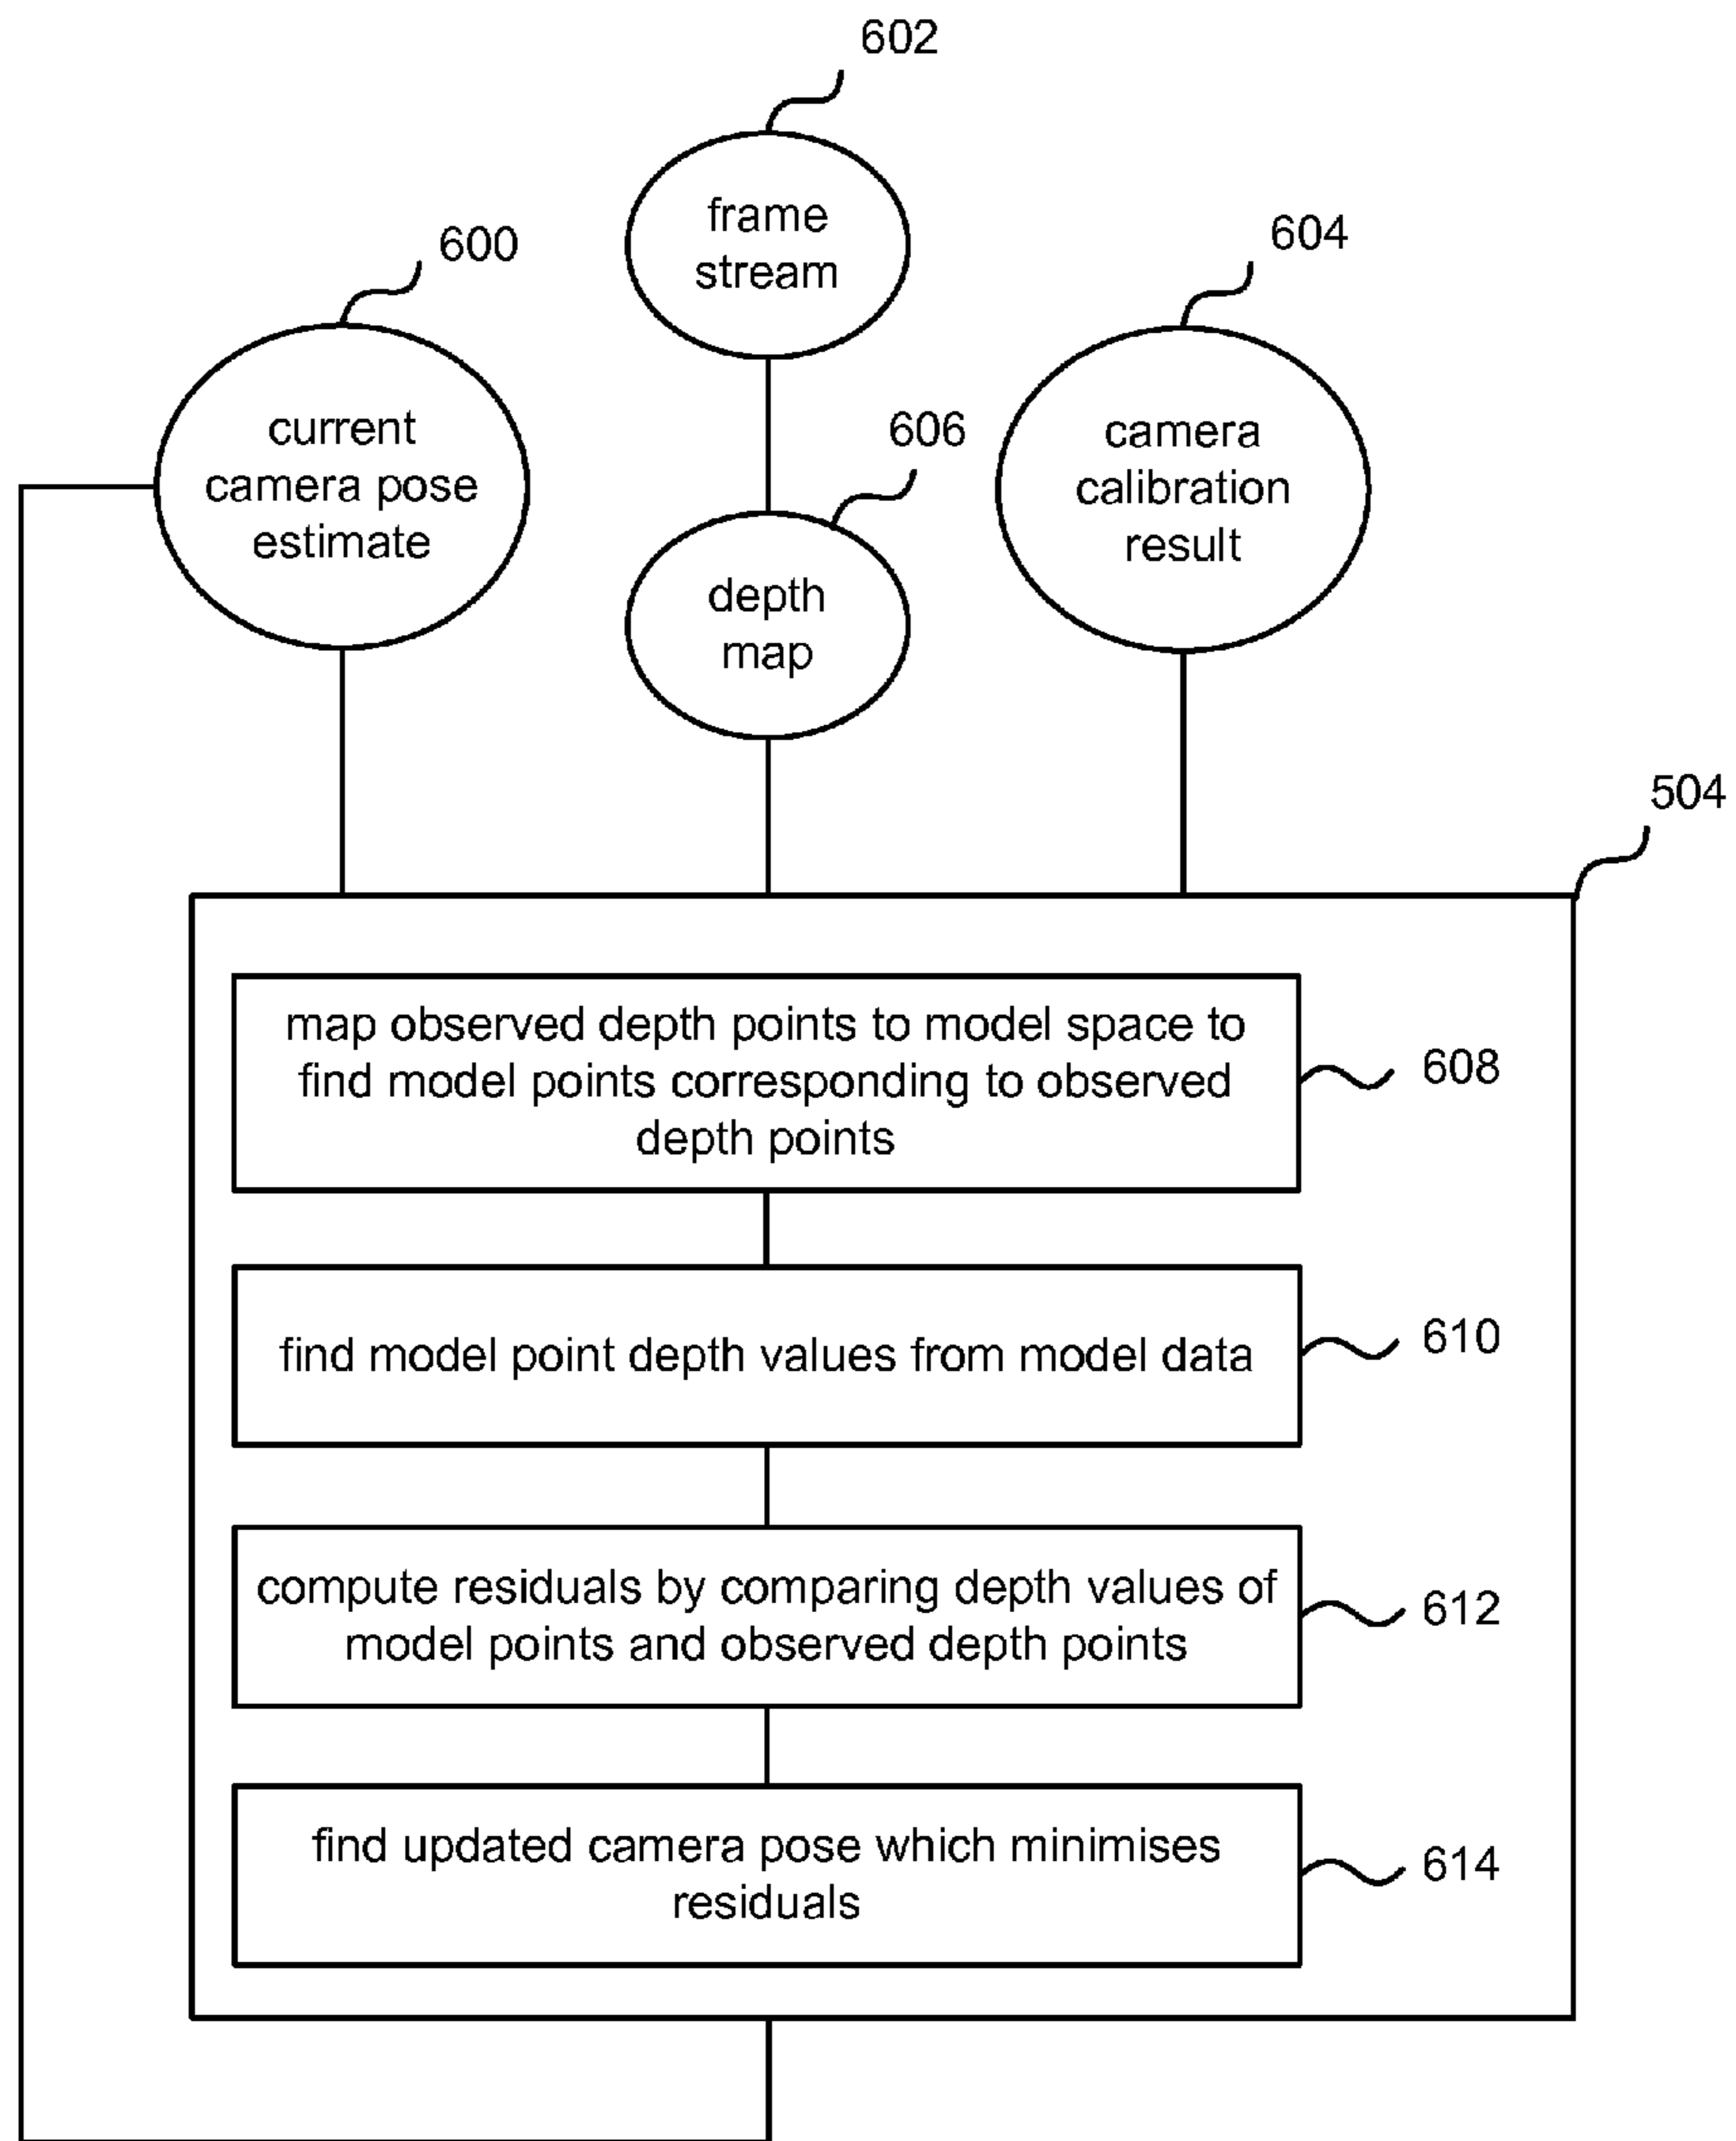 602
frame
stream
600
604
current
camera pose
estimate
606
camera
calibration
result
depth
map
504
map observed depth points to model space to
find model points corresponding to observed
depth points
608
find model point depth values from model data
610
compute residuals by comparing depth values of
model points and observed depth points
612
find updated camera pose which minimises
residuals
614